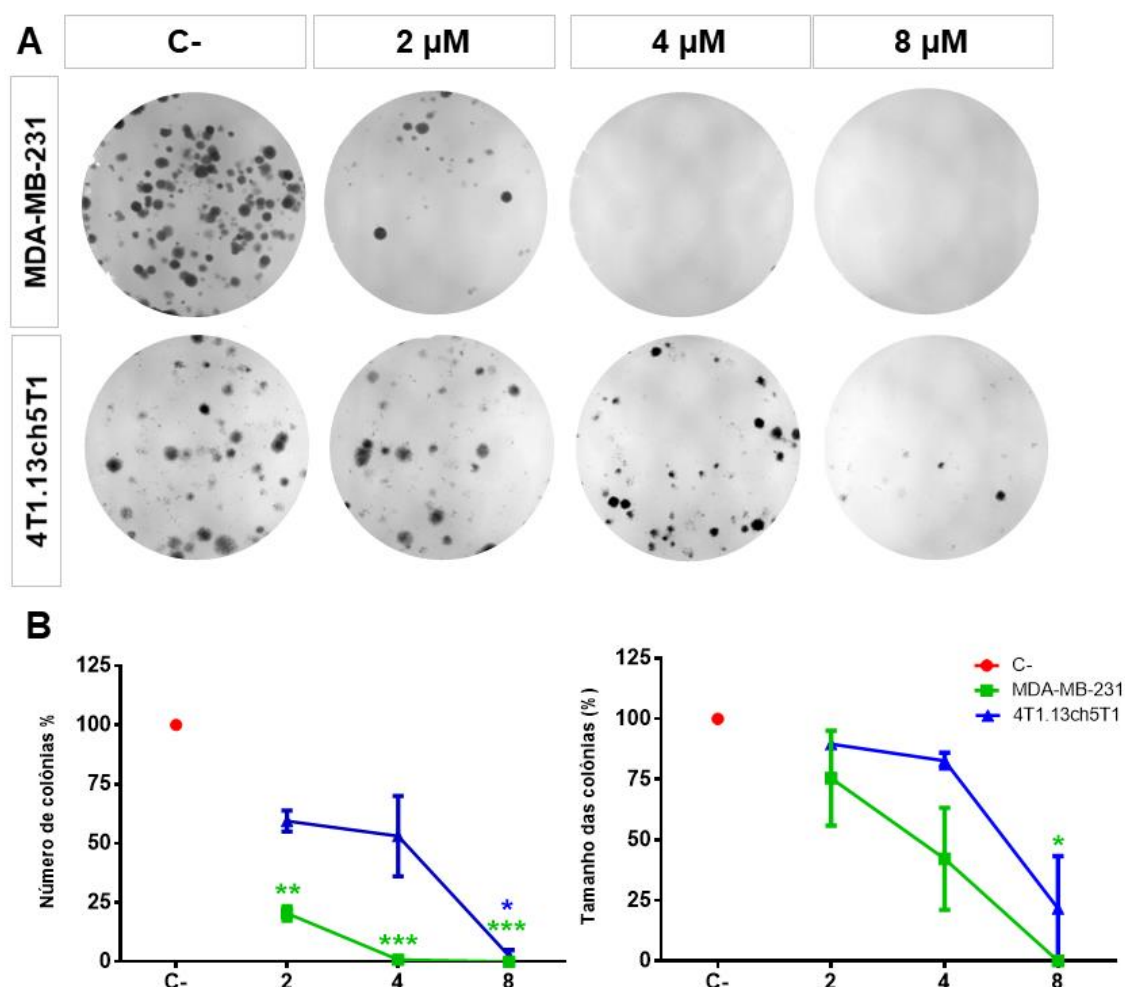 A
C-
2 µM
4 µM
8 µM
MDA-MB-231
4T1.13ch5T1
B
Número de colônias %
125
100
75
50
25
0
**
***
*
***
C-
2
4
8
Tamanho das colônias (%)
125
100
75
50
25
0
C-
MDA-MB-231
4T1.13ch5T1
*
C-
2
4
8